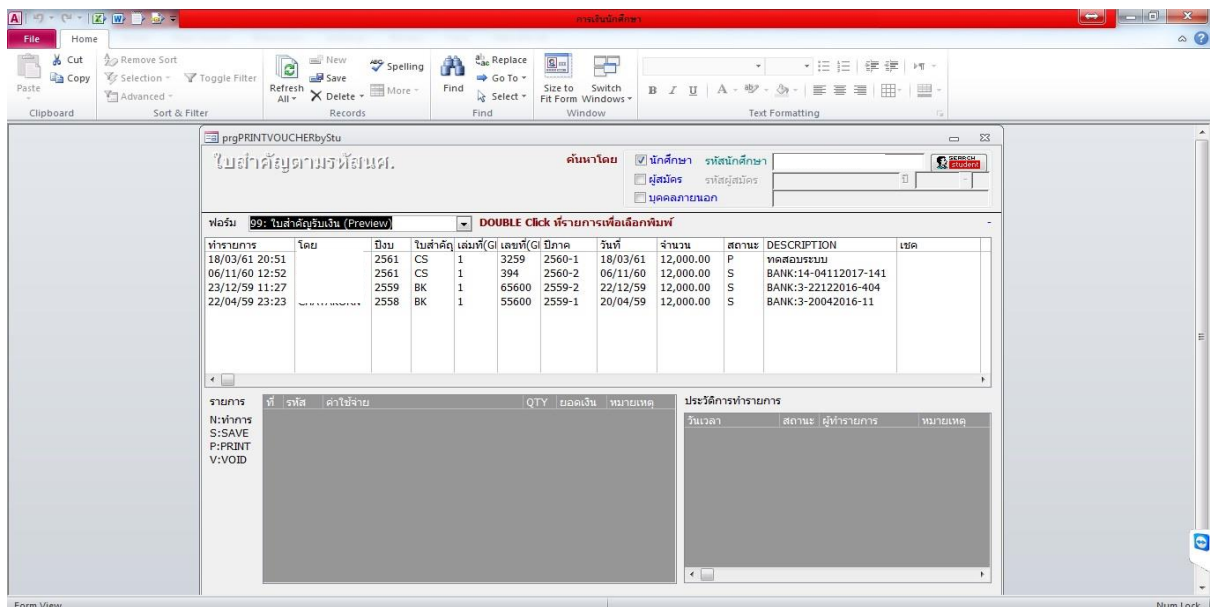 A
การเงินนักศึกษา
File Home
Paste
Cut
Copy
Clipboard
Remove Sort
Selection
Advanced
Toggle Filter
Sort & Filter
Refresh All
New
Save
Delete
Spelling
More
Records
Find
Replace
Go To
Select
Find
Size to Fit Form
Switch Windows
Window
B I U A
Text Formatting
prgPRINTVOUCHERbyStu
ใบสำคัญตามรหัสนศ.
ค้นหาโดย นักศึกษา รหัสนักศึกษา SEARCH student
ผู้สมัคร รหัสผู้สมัคร ปี -
บุคคลภายนอก
ฟอร์ม 99: ใบสำคัญรับเงิน (Preview) DOUBLE Click ที่รายการเพื่อเลือกพิมพ์ -
ทำรายการ โดย ปีงบ ใบสำคัญ เล่มที่(Gl เลขที่(Gl ปีภาค วันที่ จำนวน สถานะ DESCRIPTION เชค
18/03/61 20:51 2561 CS 1 3259 2560-1 18/03/61 12,000.00 P ทดสอบระบบ
06/11/60 12:52 2561 CS 1 394 2560-2 06/11/60 12,000.00 S BANK:14-04112017-141
23/12/59 11:27 2559 BK 1 65600 2559-2 22/12/59 12,000.00 S BANK:3-22122016-404
22/04/59 23:23 2558 BK 1 55600 2559-1 20/04/59 12,000.00 S BANK:3-20042016-11
รายการ ที่ รหัส ค่าใช้จ่าย QTY ยอดเงิน หมายเหตุ
N:ทำการ
S:SAVE
P:PRINT
V:VOID
ประวัติการทำรายการ
วันเวลา สถานะ ผู้ทำรายการ หมายเหตุ
Form View Num Lock